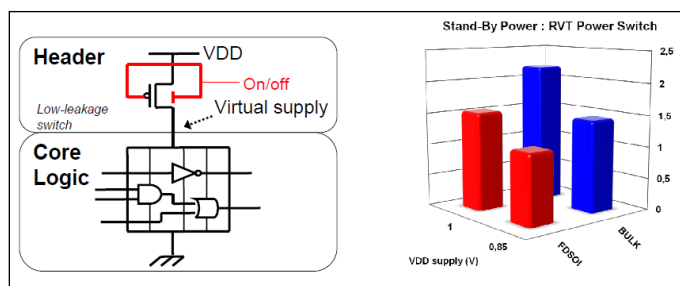 Header
VDD
On/off
Low-leakage
switch
Virtual supply
Core
Logic
Stand-By Power : RVT Power Switch
2,5
2
1,5
1
0,5
0
1
0,85
VDD supply (V)
FDSOI
BULK